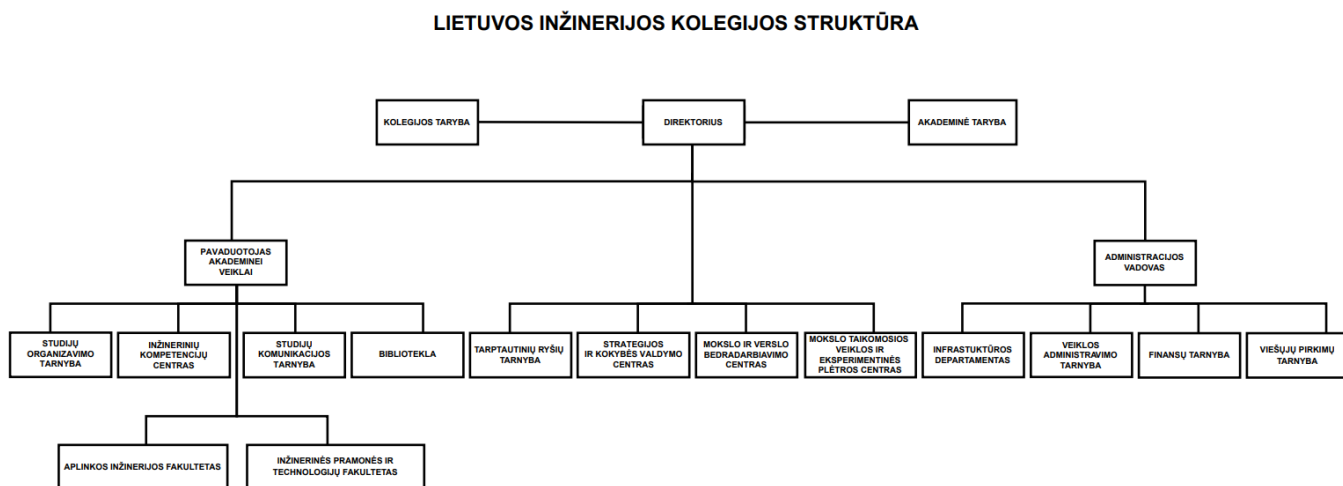 LIETUVOS INŽINERIJOS KOLEGIJOS STRUKTŪRA
KOLEGIJOS TARYBA
DIREKTORIUS
AKADEMINĖ TARYBA
PAVADUOTOJAS
AKADEMINEI
VEIKLAI
ADMINISTRACIJOS
VADOVAS
STUDIJŲ
ORGANIZAVIMO
TARNYBA
INŽINERINIŲ
KOMPETENCIJŲ
CENTRAS
STUDIJŲ
KOMUNIKACIJOS
TARNYBA
BIBLIOTEKLA
TARPTAUTINIŲ RYŠIŲ
TARNYBA
STRATEGIJOS
IR KOKYBĖS VALDYMO
CENTRAS
MOKSLO IR VERSLO
BEDRADARBIAVIMO
CENTRAS
MOKSLO TAIKOMOSIOS
VEIKLOS IR
EKSPERIMENTINĖS
PLĖTROS CENTRAS
INFRASTUKTŪROS
DEPARTAMENTAS
VEIKLOS
ADMINISTRAVIMO
TARNYBA
FINANSŲ TARNYBA
VIEŠŲJŲ PIRKIMŲ
TARNYBA
APLINKOS INŽINERIJOS FAKULTETAS
INŽINERINĖS PRAMONĖS IR
TECHNOLOGIJŲ FAKULTETAS